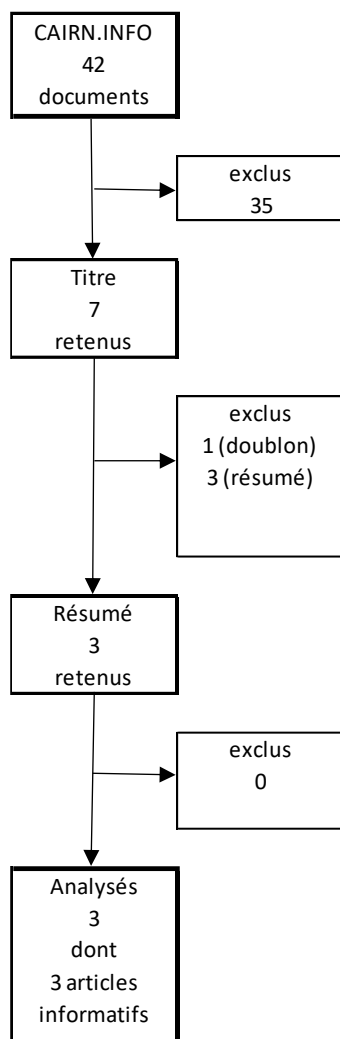 CAIRN.INFO
42
documents
exclus
35
Titre
7
retenus
exclus
1 (doublon)
3 (résumé)
Résumé
3
retenus
exclus
0
Analysés
3
dont
3 articles
informatifs